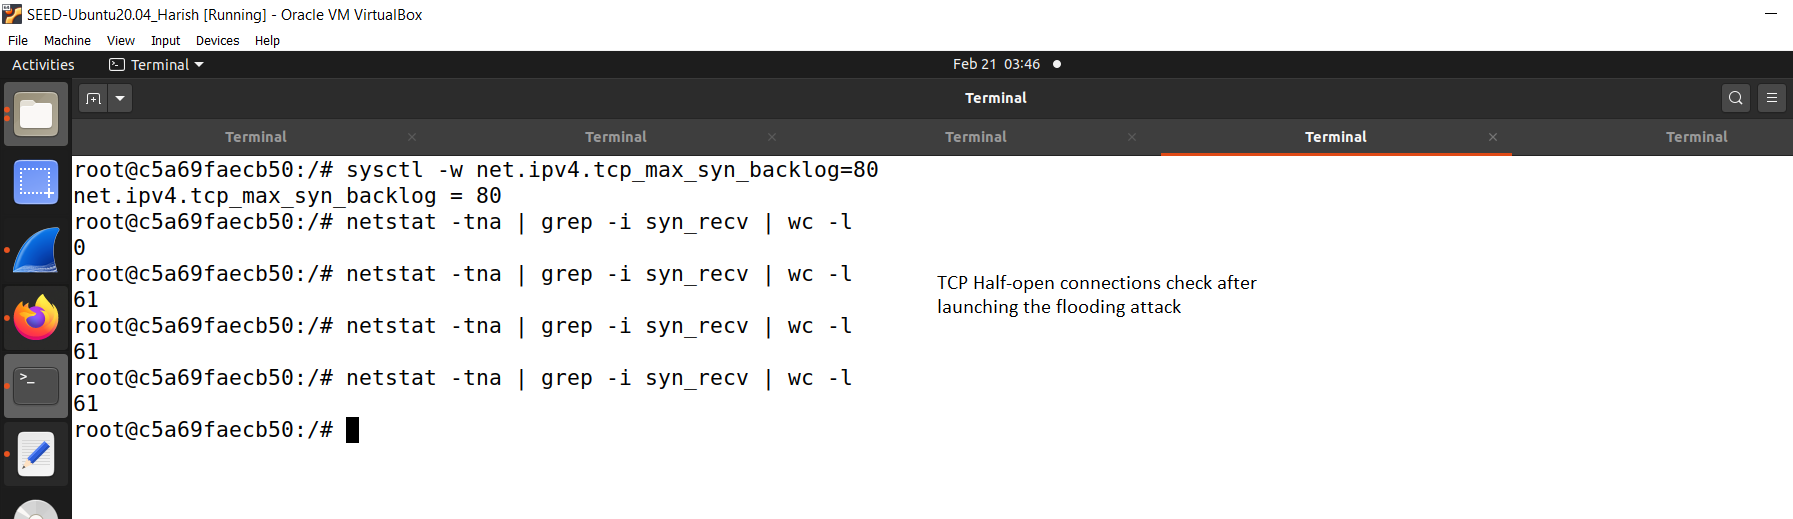 SEED-Ubuntu20.04_Harish [Running] - Oracle VM VirtualBox
File Machine View Input Devices Help
Activities Terminal Feb 21 03:46
Terminal
Terminal Terminal Terminal Terminal Terminal
root@c5a69faecb50:/# sysctl -w net.ipv4.tcp_max_syn_backlog=80
net.ipv4.tcp_max_syn_backlog = 80
root@c5a69faecb50:/# netstat -tna | grep -i syn_recv | wc -l
0
root@c5a69faecb50:/# netstat -tna | grep -i syn_recv | wc -l
61
root@c5a69faecb50:/# netstat -tna | grep -i syn_recv | wc -l
61
root@c5a69faecb50:/# netstat -tna | grep -i syn_recv | wc -l
61
root@c5a69faecb50:/#
TCP Half-open connections check after
launching the flooding attack